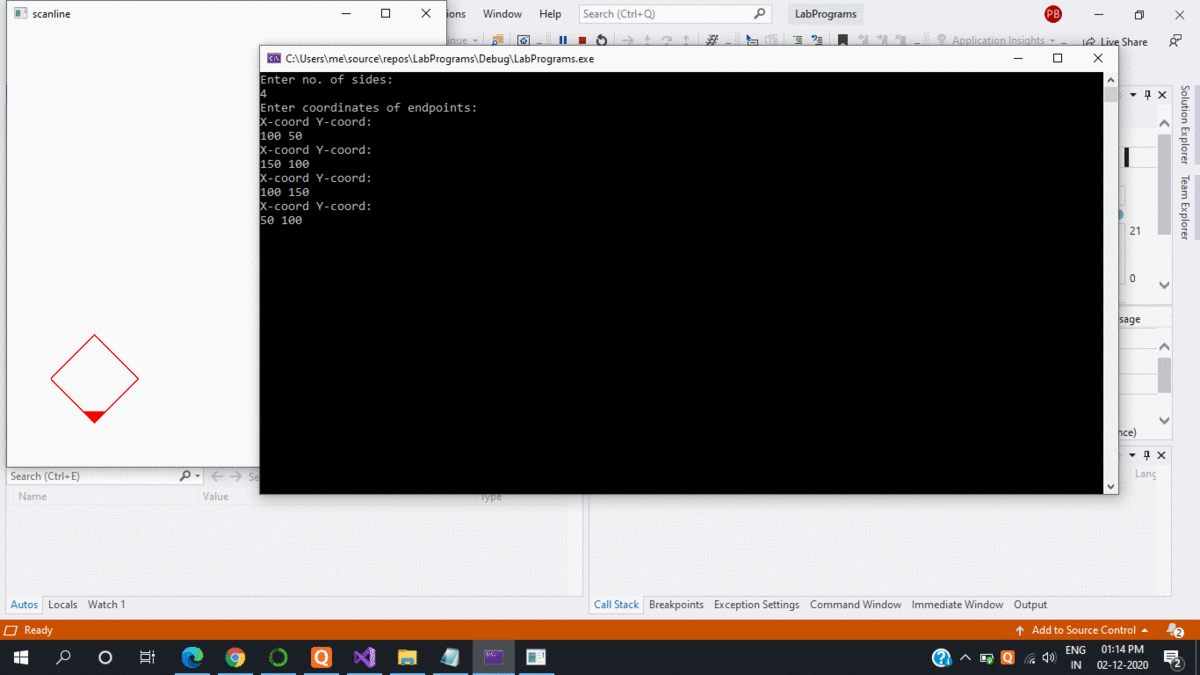 scanline
ions Window Help Search (Ctrl+Q) LabPrograms PB
Application Insights Live Share
C:\Users\me\source\repos\LabPrograms\Debug\LabPrograms.exe
Enter no. of sides:
4
Enter coordinates of endpoints:
X-coord Y-coord:
100 50
X-coord Y-coord:
150 100
X-coord Y-coord:
100 150
X-coord Y-coord:
50 100
Solution Explorer
Team Explorer
21
0
sage
nce)
Lang
Search (Ctrl+E) Se
Name Value Type
Autos Locals Watch 1
Call Stack Breakpoints Exception Settings Command Window Immediate Window Output
Ready Add to Source Control 2
ENG 01:14 PM
IN 02-12-2020 2